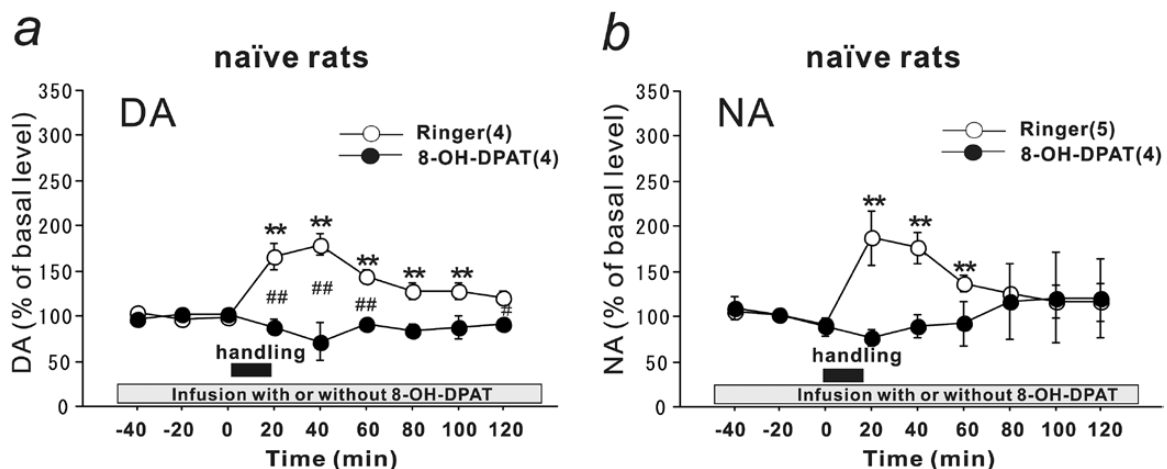 a
naïve rats
DA
Ringer(4)
8-OH-DPAT(4)
DA (% of basal level)
350
300
250
200
150
100
50
0
** ** ** ** **
## ## ## #
handling
Infusion with or without 8-OH-DPAT
-40 -20 0 20 40 60 80 100 120
Time (min)
b
naïve rats
NA
Ringer(5)
8-OH-DPAT(4)
NA (% of basal level)
350
300
250
200
150
100
50
0
** ** **
handling
Infusion with or without 8-OH-DPAT
-40 -20 0 20 40 60 80 100 120
Time (min)